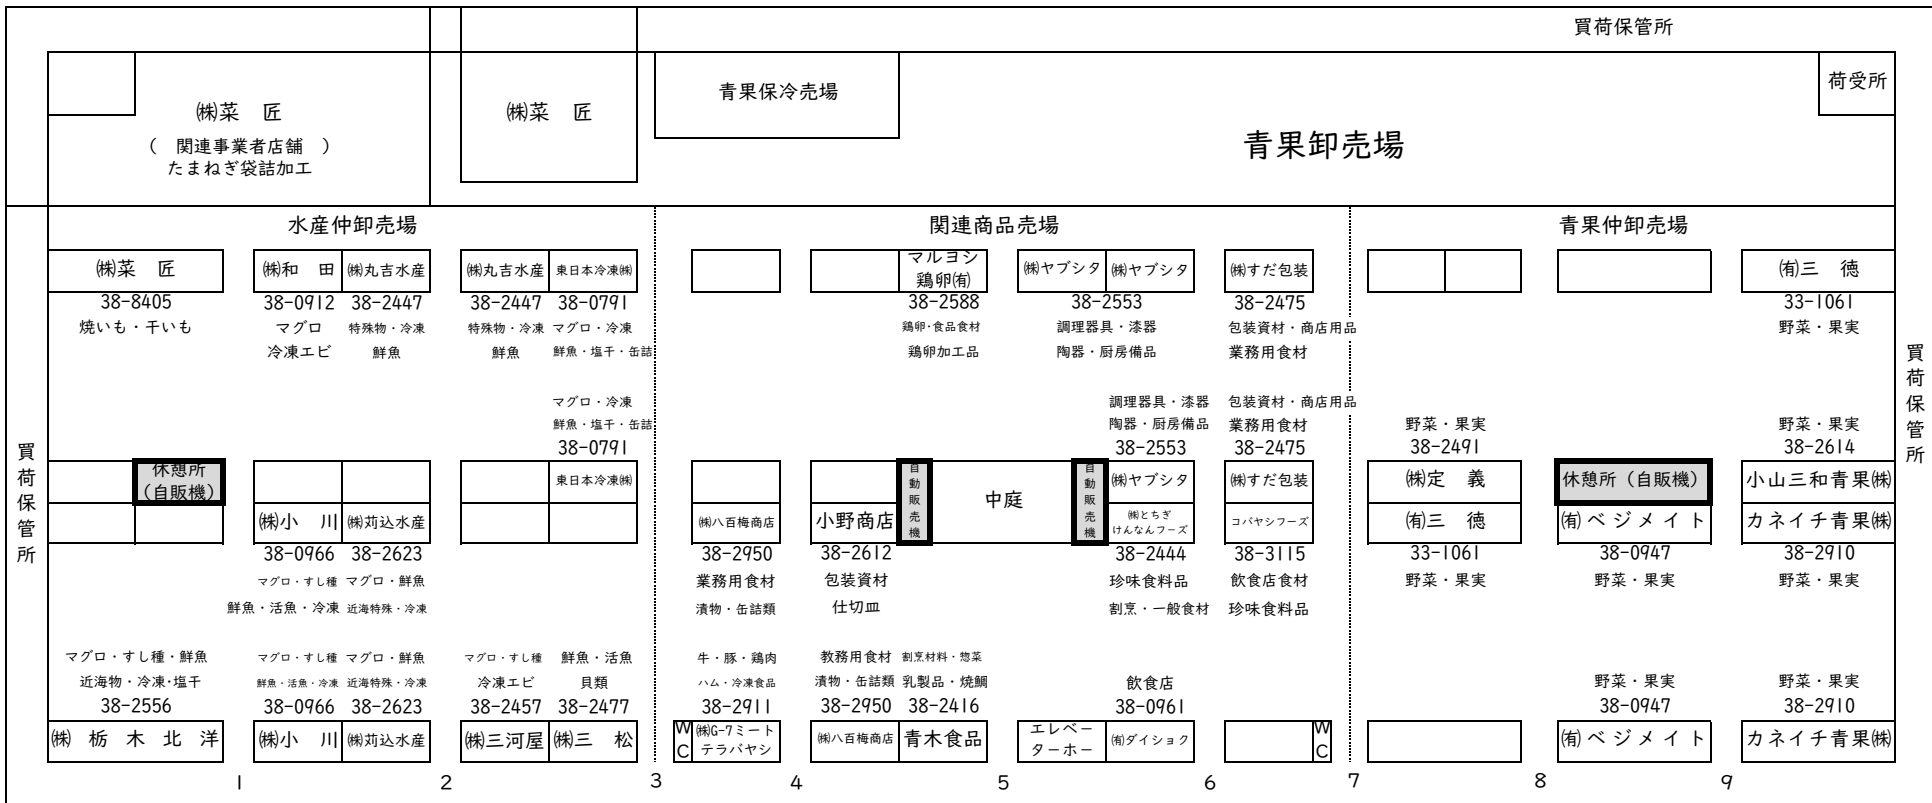 買荷保管所
㈱菜 匠
( 関連事業者店舗 )
たまねぎ袋詰加工
㈱菜 匠
青果保冷売場
青果卸売場
荷受所
水産仲卸売場
関連商品売場
青果仲卸売場
㈱菜 匠
㈱和 田
㈱丸吉水産
㈱丸吉水産
東日本冷凍㈱
マルヨシ
鶏卵㈲
㈱ヤブシタ
㈱ヤブシタ
㈱すだ包装
㈲三 徳
38-8405
38-0912
38-2447
38-2447
38-0791
38-2588
38-2553
38-2475
33-1061
焼いも・干いも
マグロ
特殊物・冷凍
特殊物・冷凍
マグロ・冷凍
鶏卵・食品食材
調理器具・漆器
包装資材・商店用品
野菜・果実
冷凍エビ
鮮魚
鮮魚
鮮魚・塩干・缶詰
鶏卵加工品
陶器・厨房備品
業務用食材
買荷保管所
マグロ・冷凍
調理器具・漆器
包装資材・商店用品
鮮魚・塩干・缶詰
陶器・厨房備品
業務用食材
野菜・果実
野菜・果実
38-0791
38-2553
38-2475
38-2491
38-2614
買荷保管所
休憩所
(自販機)
東日本冷凍㈱
自動販売機
中庭
自動販売機
㈱ヤブシタ
㈱すだ包装
㈱定 義
休憩所(自販機)
小山三和青果㈱
㈱小 川
㈱苅込水産
㈱八百梅商店
小野商店
㈱とちぎ
けんなんフーズ
コバヤシフーズ
㈲三 徳
㈲ベジメイト
カネイチ青果㈱
38-0966
38-2623
38-2950
38-2612
38-2444
38-3115
33-1061
38-0947
38-2910
マグロ・すし種
マグロ・鮮魚
業務用食材
包装資材
珍味食料品
飲食店食材
野菜・果実
野菜・果実
野菜・果実
鮮魚・活魚・冷凍
近海特殊・冷凍
漬物・缶詰類
仕切皿
割烹・一般食材
珍味食料品
マグロ・すし種・鮮魚
マグロ・すし種
マグロ・鮮魚
マグロ・すし種
鮮魚・活魚
牛・豚・鶏肉
教務用食材
割烹材料・惣菜
近海物・冷凍・塩干
鮮魚・活魚・冷凍
近海特殊・冷凍
冷凍エビ
貝類
ハム・冷凍食品
漬物・缶詰類
乳製品・焼鯛
飲食店
野菜・果実
野菜・果実
38-2556
38-0966
38-2623
38-2457
38-2477
38-2911
38-2950
38-2416
38-0961
38-0947
38-2910
㈱ 栃 木 北 洋
㈱小 川
㈱苅込水産
㈱三河屋
㈱三 松
WC
㈱G-7ミート
テラバヤシ
㈱八百梅商店
青木食品
エレベー
ターホー
㈲ダイショク
WC
㈲ベジメイト
カネイチ青果㈱
1
2
3
4
5
6
7
8
9